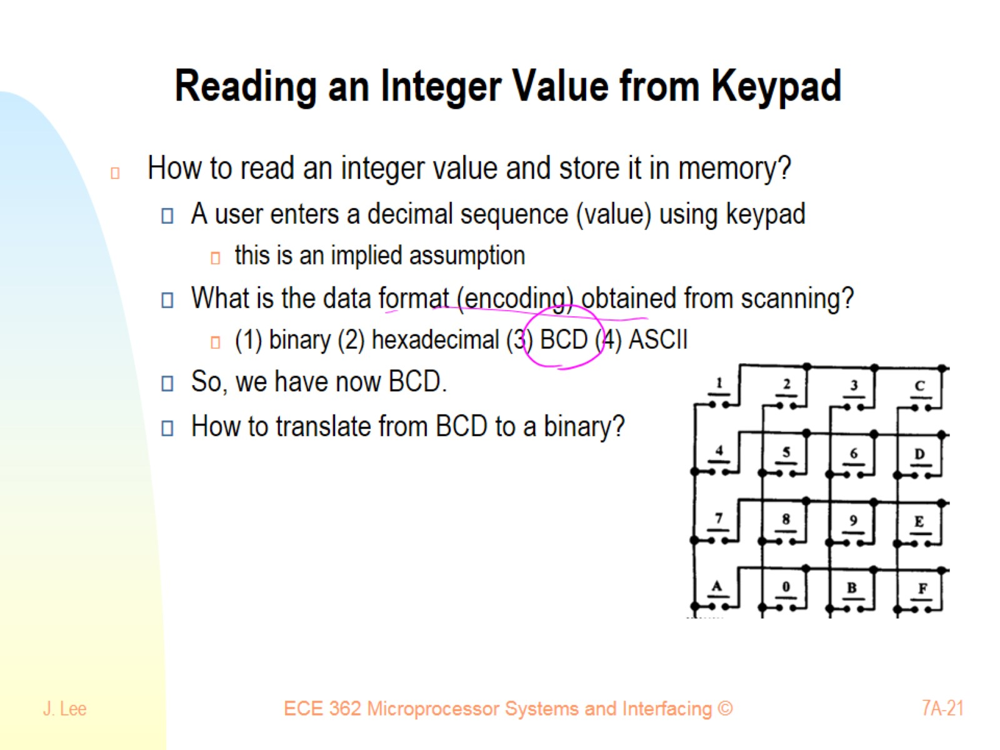 Reading an Integer Value from Keypad
How to read an integer value and store it in memory?
A user enters a decimal sequence (value) using keypad
this is an implied assumption
What is the data format (encoding) obtained from scanning?
(1) binary (2) hexadecimal (3) BCD (4) ASCII
So, we have now BCD.
How to translate from BCD to a binary?
1 2 3 C
4 5 6 D
7 8 9 E
A 0 B F
J. Lee
ECE 362 Microprocessor Systems and Interfacing ©
7A-21